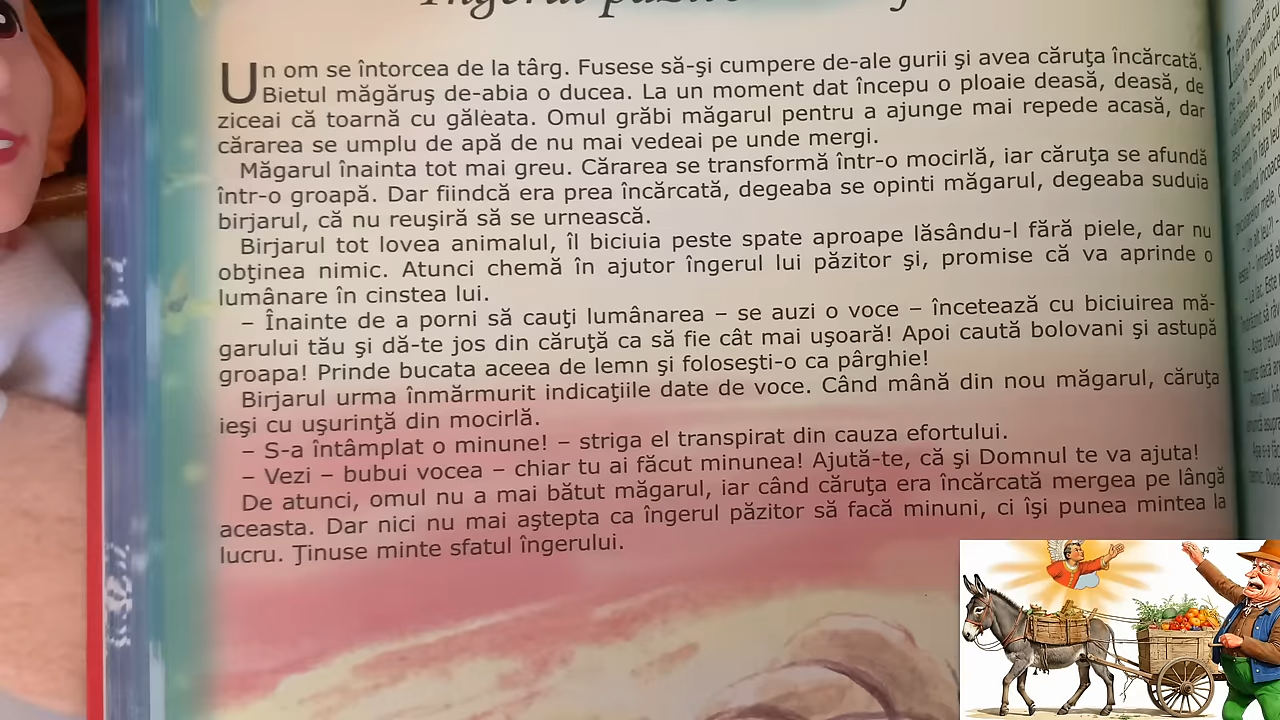 Îngerul
Un om se întorcea de la târg. Fusese să-şi cumpere de-ale gurii şi avea căruţa încărcată.
Bietul măgăruş de-abia o ducea. La un moment dat începu o ploaie deasă, deasă, de
ziceai că toarnă cu găleata. Omul grăbi măgarul pentru a ajunge mai repede acasă, dar
cărarea se umplu de apă de nu mai vedeai pe unde mergi.
Măgarul înainta tot mai greu. Cărarea se transformă într-o mocirlă, iar căruţa se afundă
într-o groapă. Dar fiindcă era prea încărcată, degeaba se opinti măgarul, degeaba suduia
birjarul, că nu reuşiră să se urnească.
Birjarul tot lovea animalul, îl biciuia peste spate aproape lăsându-l fără piele, dar nu
obţinea nimic. Atunci chemă în ajutor îngerul lui păzitor şi, promise că va aprinde o
lumânare în cinstea lui.
– Înainte de a porni să cauţi lumânarea – se auzi o voce – încetează cu biciuirea mă-
garului tău şi dă-te jos din căruţă ca să fie cât mai uşoară! Apoi caută bolovani şi astupă
groapa! Prinde bucata aceea de lemn şi foloseşti-o ca pârghie!
Birjarul urma înmărmurit indicaţiile date de voce. Când mână din nou măgarul, căruţa
ieşi cu uşurinţă din mocirlă.
– S-a întâmplat o minune! – striga el transpirat din cauza efortului.
– Vezi – bubui vocea – chiar tu ai făcut minunea! Ajută-te, că şi Domnul te va ajuta!
De atunci, omul nu a mai bătut măgarul, iar când căruţa era încărcată mergea pe lângă
aceasta. Dar nici nu mai aştepta ca îngerul păzitor să facă minuni, ci îşi punea mintea la
lucru. Ţinuse minte sfatul îngerului.